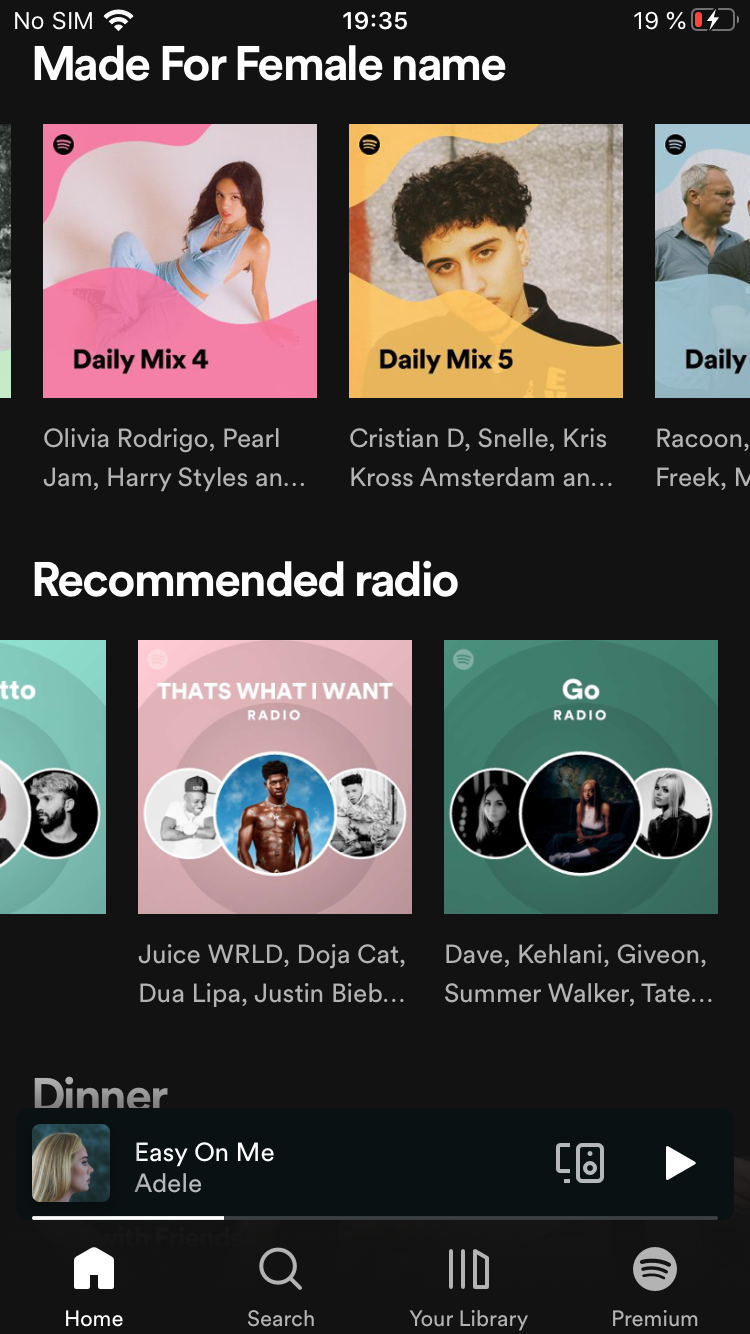 No SIM 19:35 19 %
Made For Female name
Daily Mix 4
Daily Mix 5
Daily
Olivia Rodrigo, Pearl
Jam, Harry Styles an...
Cristian D, Snelle, Kris
Kross Amsterdam an...
Racoon,
Freek, M
Recommended radio
tto
THATS WHAT I WANT
RADIO
Go
RADIO
Juice WRLD, Doja Cat,
Dua Lipa, Justin Bieb...
Dave, Kehlani, Giveon,
Summer Walker, Tate...
Dinner
Easy On Me
Adele
with Friends
Home Search Your Library Premium